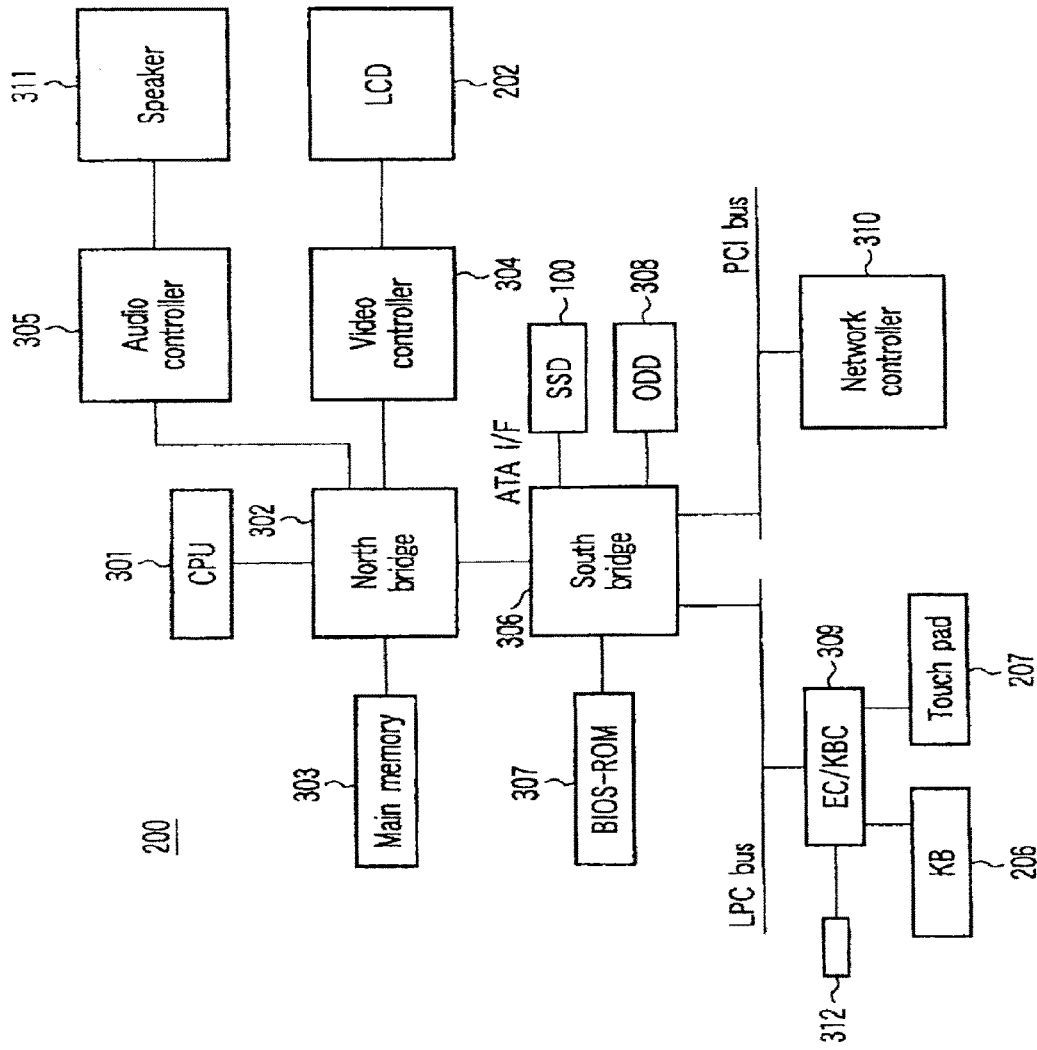 200
301
CPU
302
North
bridge
303
Main memory
305
Audio
controller
311
Speaker
304
Video
controller
LCD
202
306
South
bridge
ATA I/F
SSD
100
ODD
308
307
BIOS-ROM
LPC bus
PCI bus
309
EC/KBC
312
KB
206
Touch pad
207
310
Network
controller